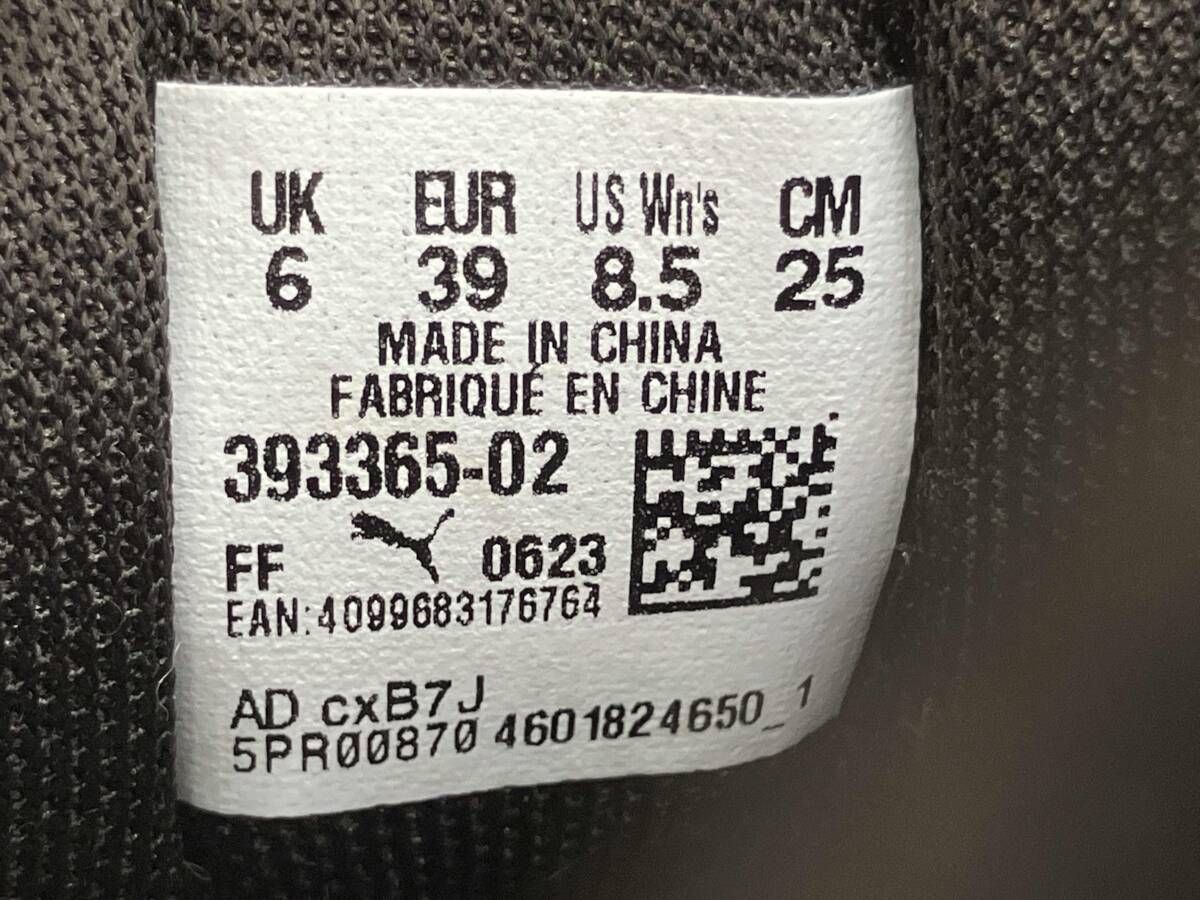 UK EUR US Wn's CM
6 39 8.5 25
MADE IN CHINA
FABRIQUÉ EN CHINE
393365-02
FF 0623
EAN:4099683176764
AD cxB7J
5PR00870 4601824650_1